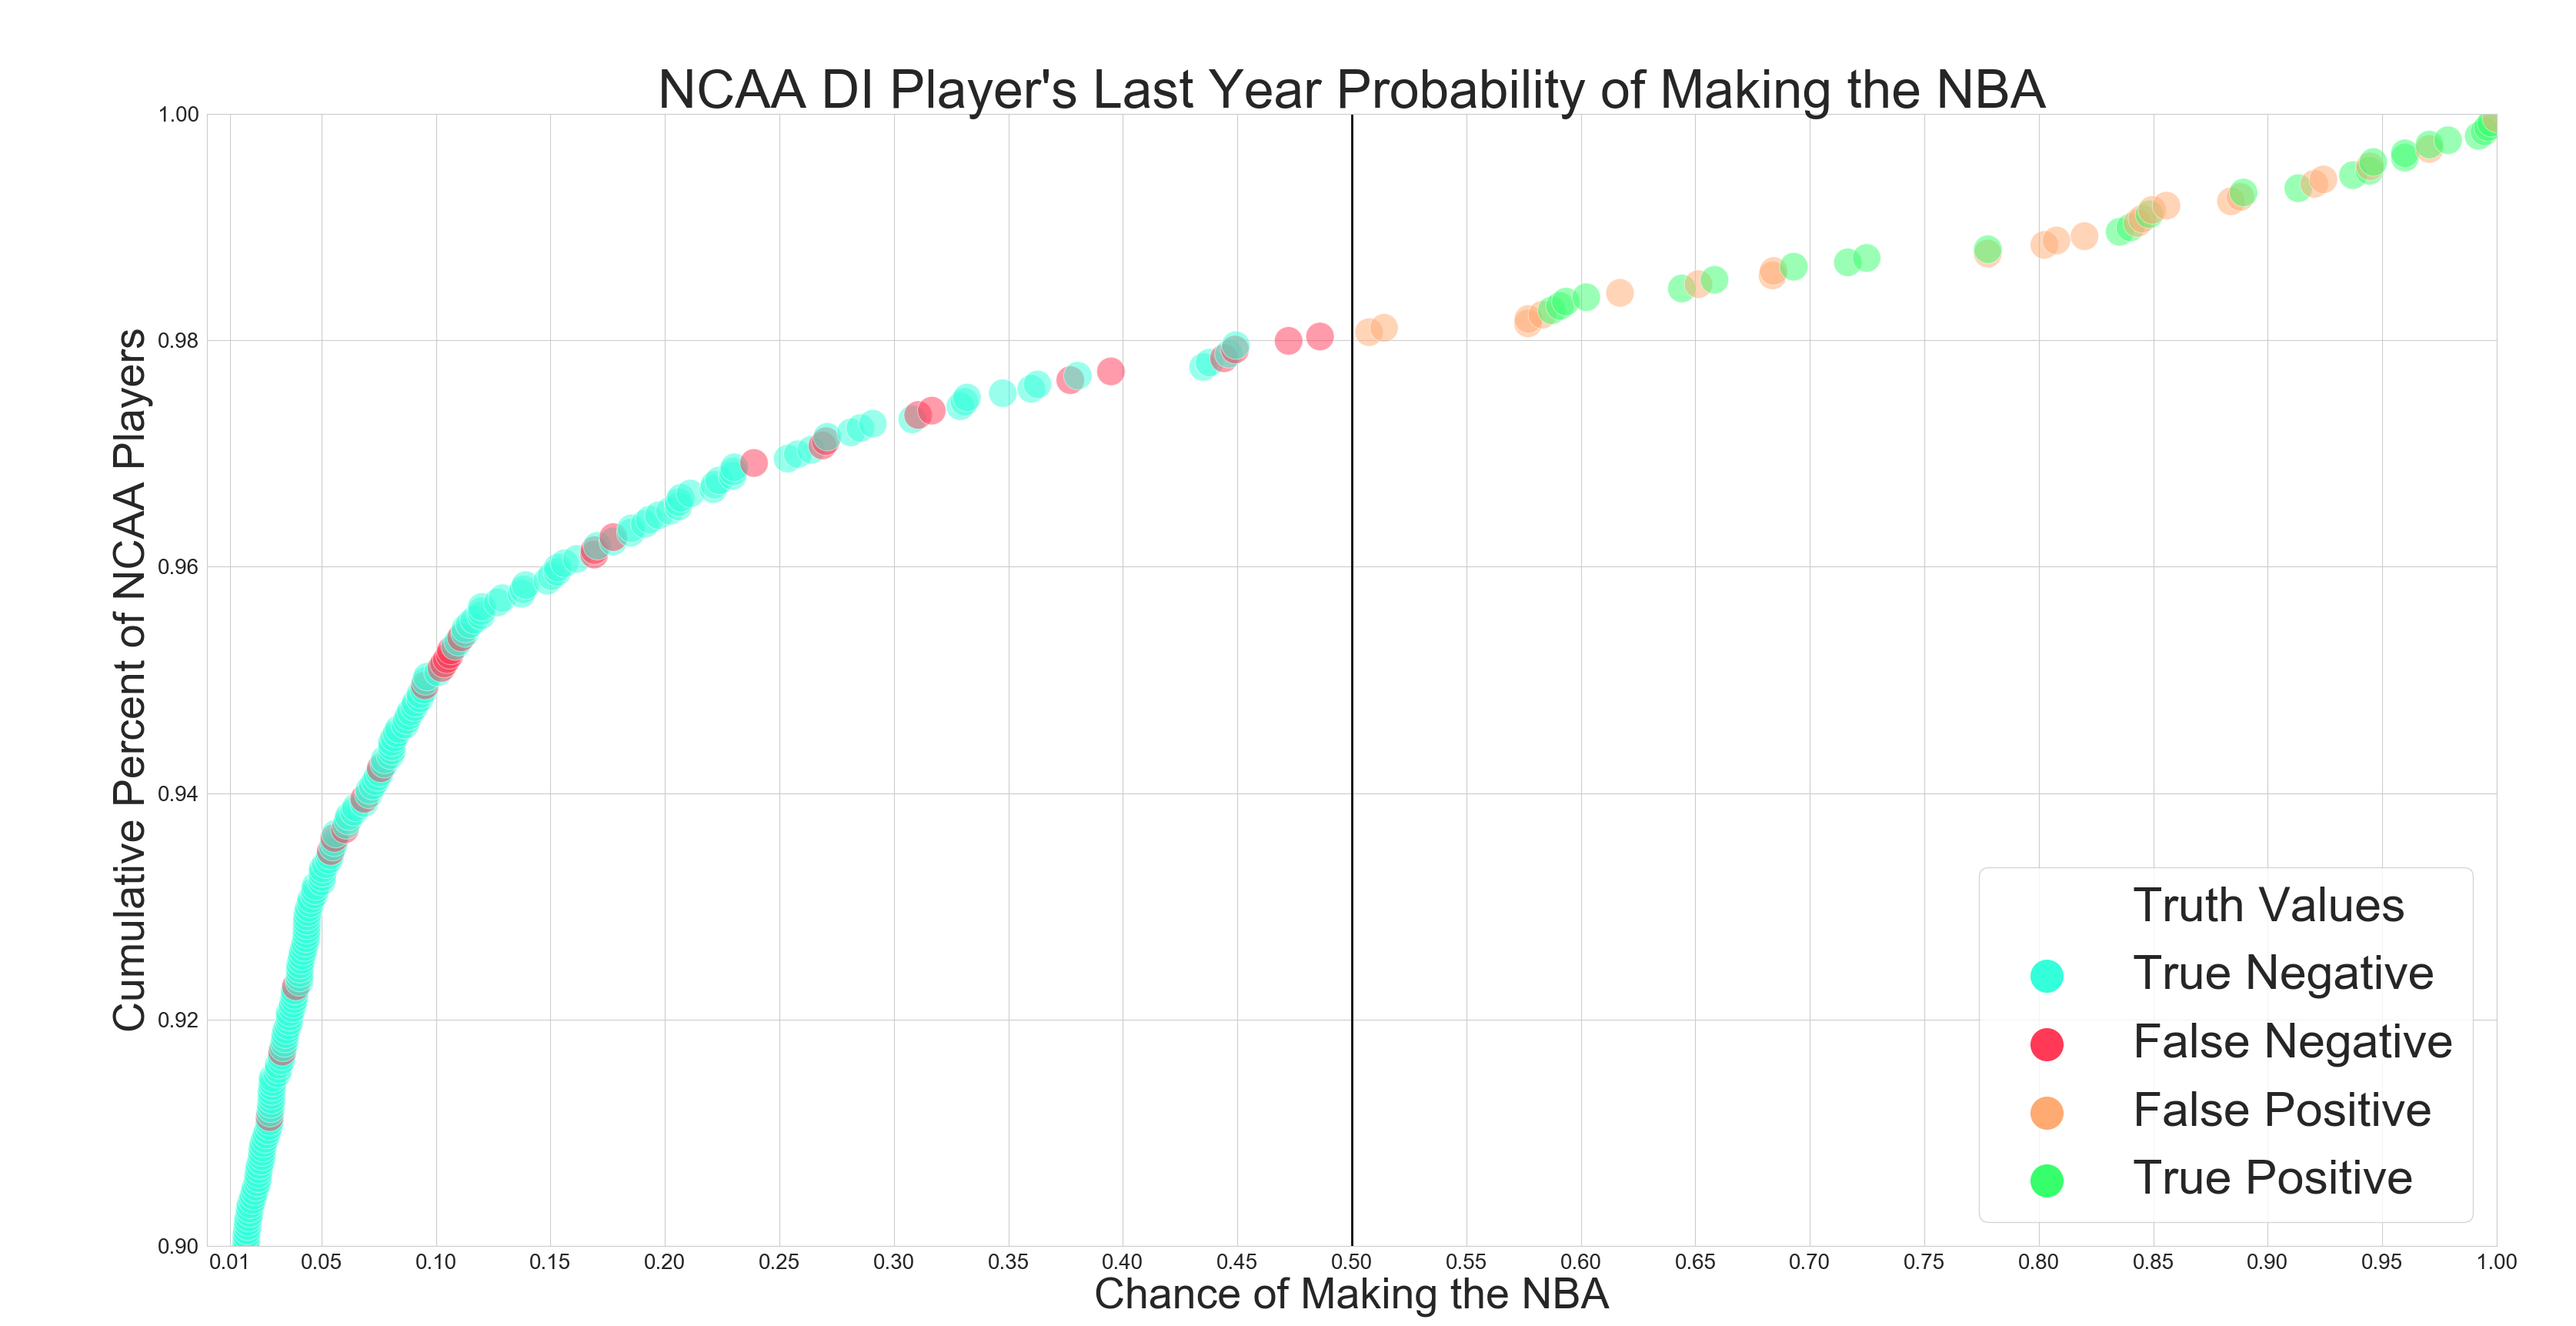 NCAA DI Player's Last Year Probability of Making the NBA
Cumulative Percent of NCAA Players
1.00
0.98
0.96
0.94
0.92
0.90
0.01 0.05 0.10 0.15 0.20 0.25 0.30 0.35 0.40 0.45 0.50 0.55 0.60 0.65 0.70 0.75 0.80 0.85 0.90 0.95 1.00
Chance of Making the NBA
Truth Values
True Negative
False Negative
False Positive
True Positive